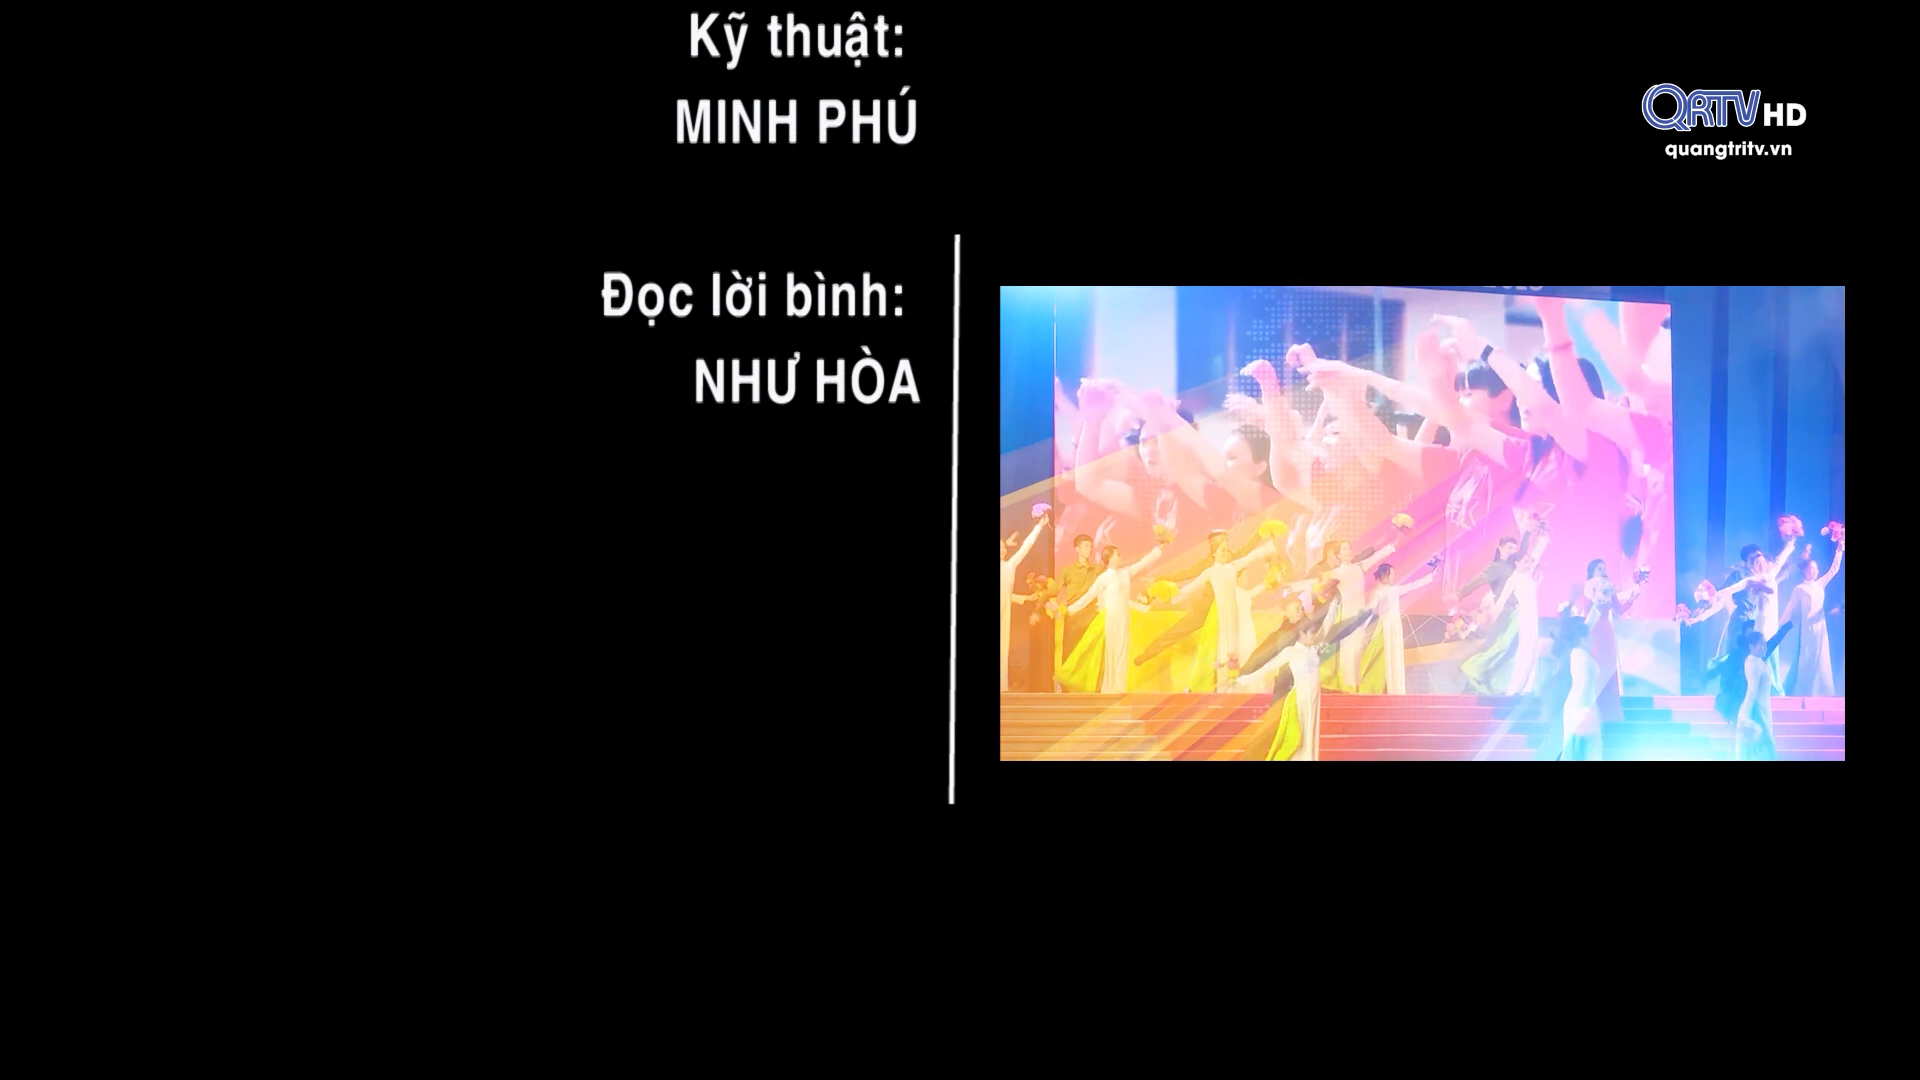 Kỹ thuật:
MINH PHÚ
QRTV HD
quangtritv.vn
Đọc lời bình:
NHƯ HÒA